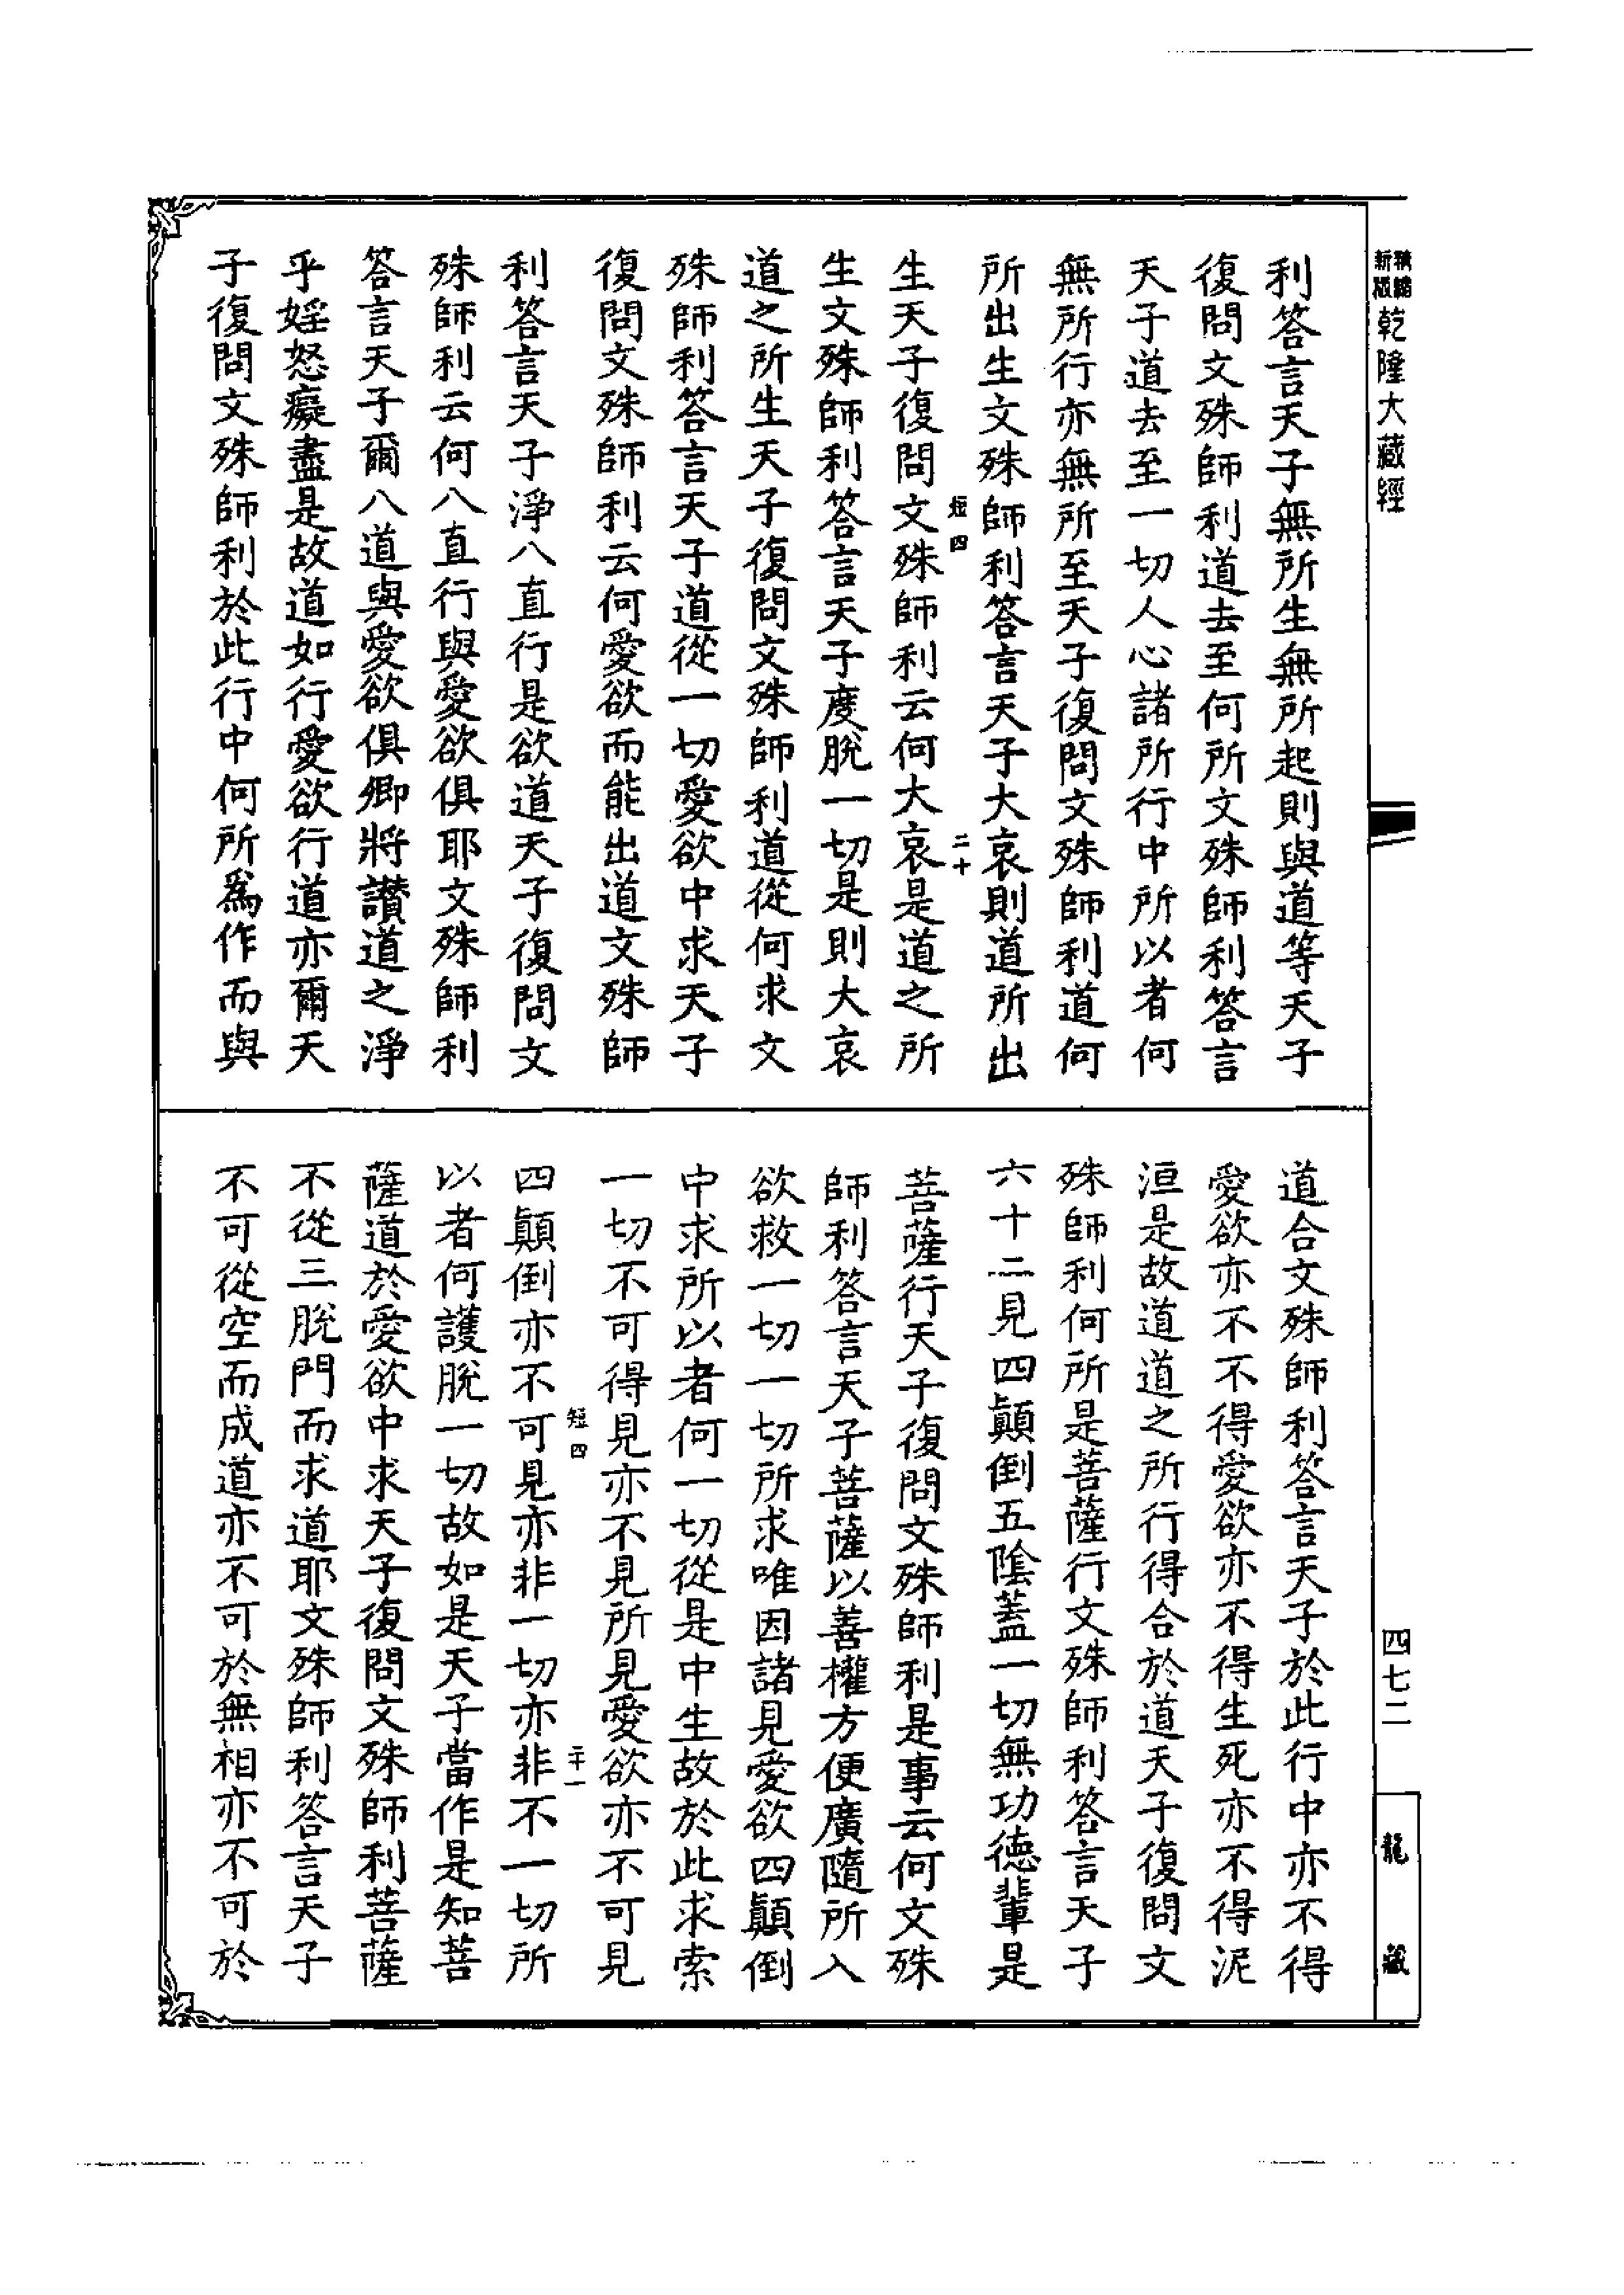 新版精縮乾隆大藏經
利答言天子無所生無所起則與道等天子
復問文殊師利道去至何所文殊師利答言
天子道去至一切人心諸所行中所以者何
無所行亦無所至天子復問文殊師利道何
所出生文殊師利答言天子大哀則道所出
短四
二十
生天子復問文殊師利云何大哀是道之所
生文殊師利答言天子度脫一切是則大哀
道之所生天子復問文殊師利道從何求文
殊師利答言天子道從一切愛欲中求天子
復問文殊師利云何愛欲而能出道文殊師
利答言天子淨八直行是欲道天子復問文
殊師利云何八直行與愛欲俱耶文殊師利
答言天子爾八道與愛欲俱卿將讚道之淨
乎婬怒癡盡是故道如行愛欲行道亦爾天
子復問文殊師利於此行中何所爲作而與
道合文殊師利答言天子於此行中亦不得
愛欲亦不得愛欲亦不得生死亦不得泥
洹是故道道之所行得合於道天子復問文
殊師利何所是菩薩行文殊師利答言天子
六十二見四顛倒五陰蓋一切無功德輩是
菩薩行天子復問文殊師利是事云何文殊
師利答言天子菩薩以善權方便廣隨所入
欲救一切一切所求唯因諸見愛欲四顛倒
中求所以者何一切從是中生故於此求索
一切不可得見亦不見所見愛欲亦不可見
短四
二十一
四顛倒亦不可見亦非一切亦非不一切所
以者何護脫一切故如是天子當作是知菩
薩道於愛欲中求天子復問文殊師利菩薩
不從三脫門而求道耶文殊師利答言天子
不可從空而成道亦不可於無相亦不可於
四七二
龍藏